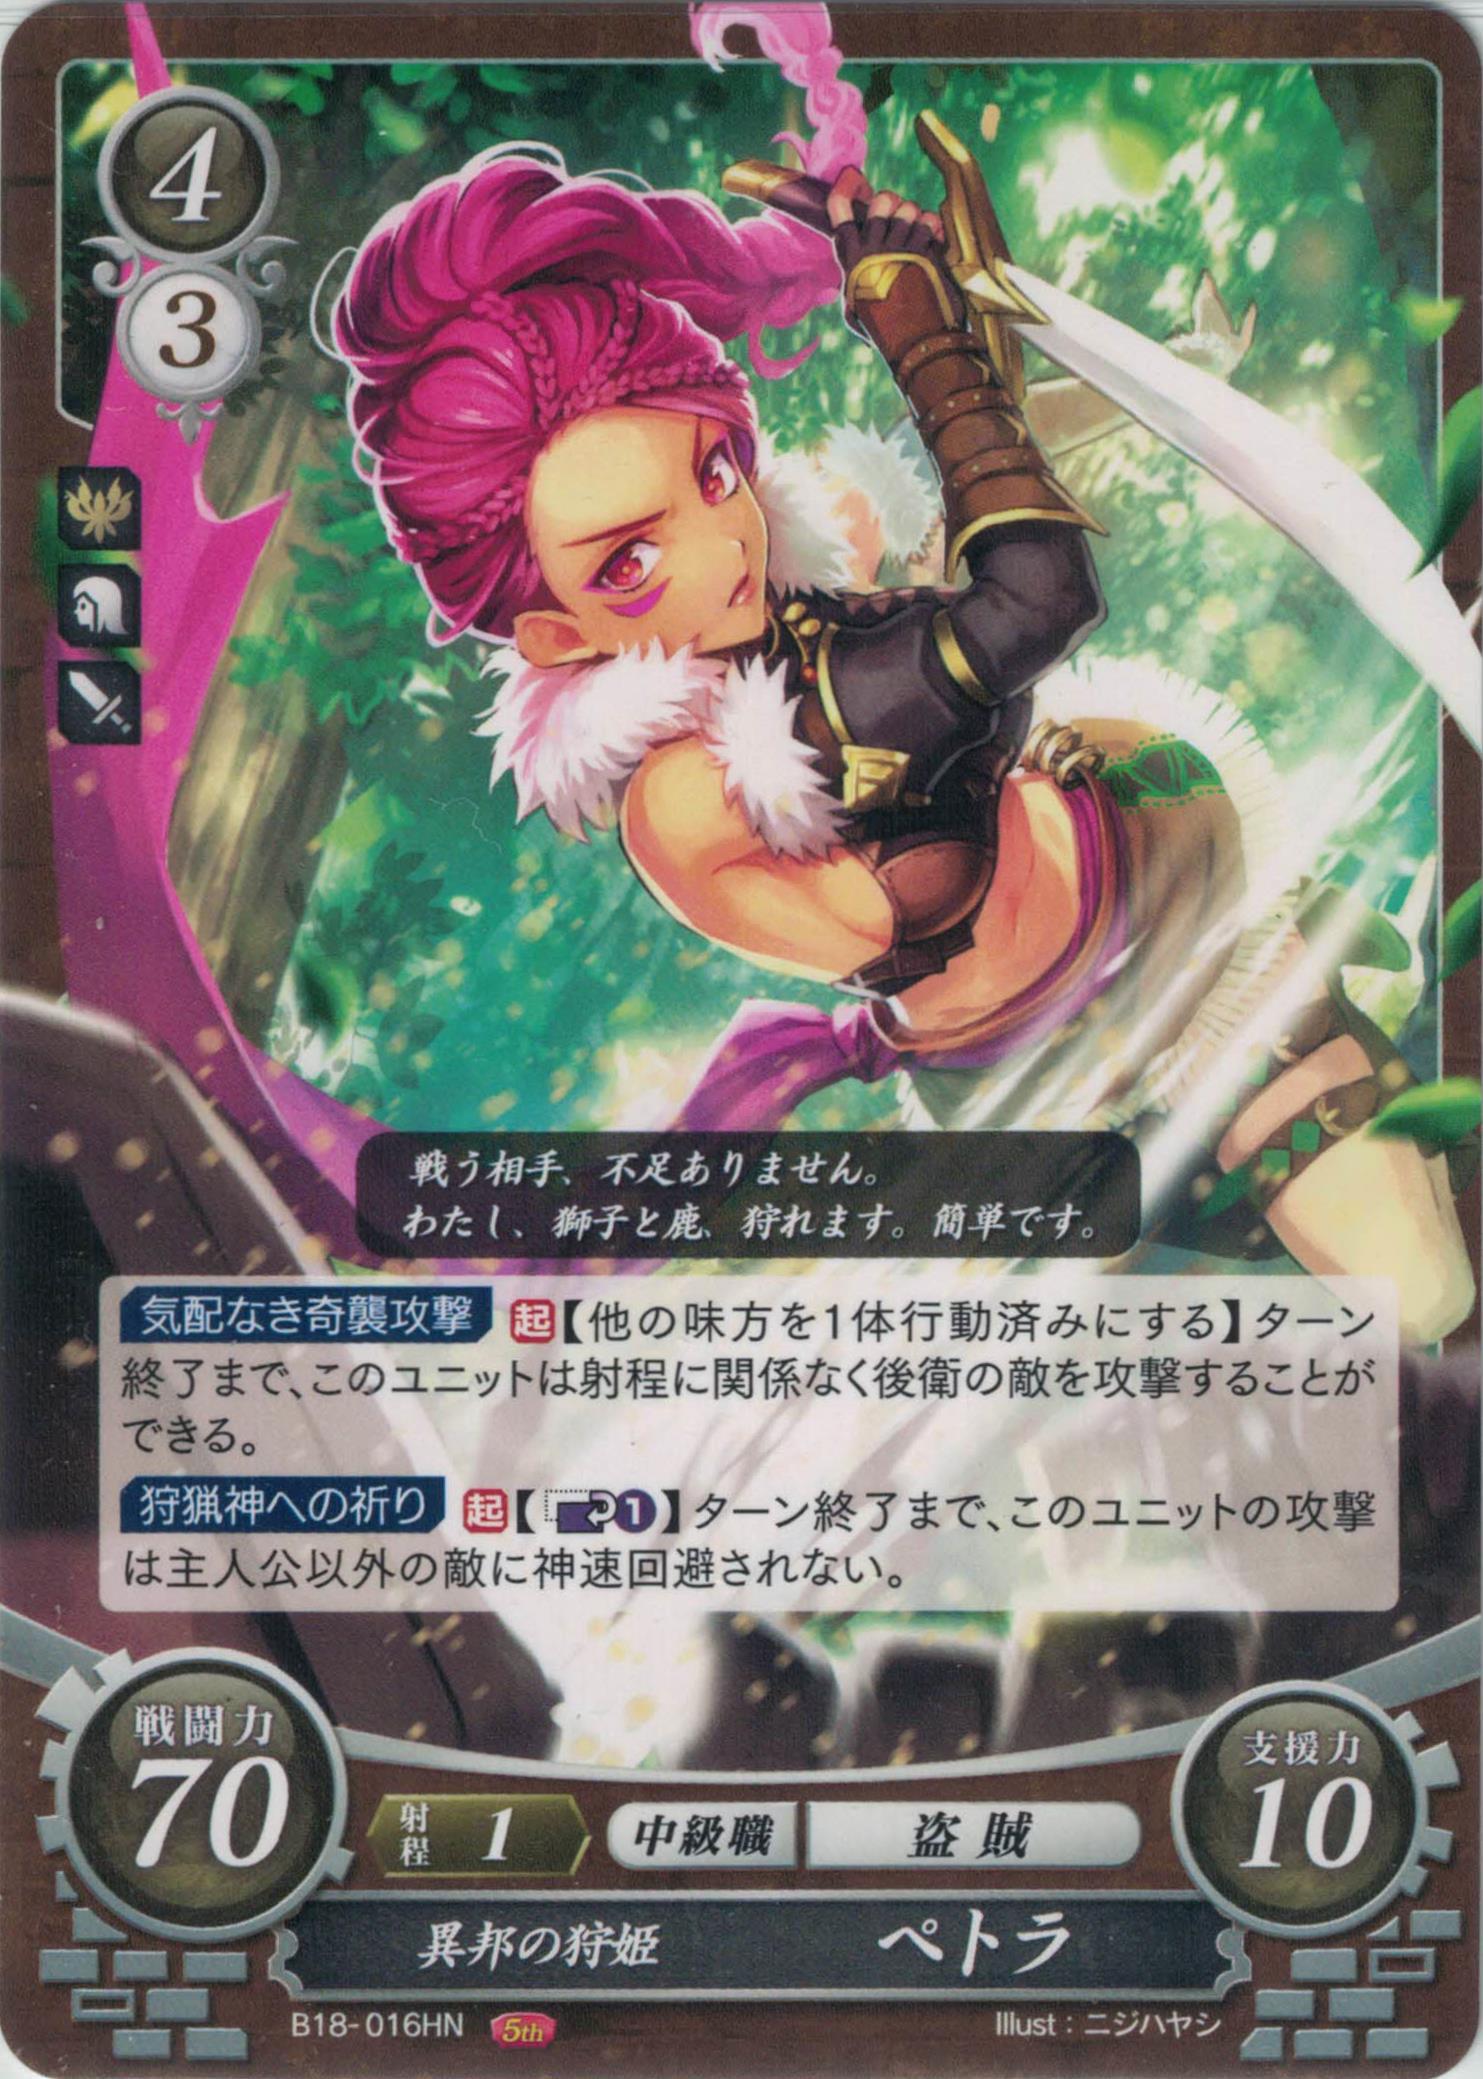 4
3
戦う相手、不足ありません。
わたし、獅子と鹿、狩れます。簡単です。
気配なき奇襲攻撃 起【他の味方を1体行動済みにする】ターン
終了まで、このユニットは射程に関係なく後衛の敵を攻撃することが
できる。
狩猟神への祈り 起【1】ターン終了まで、このユニットの攻撃
は主人公以外の敵に神速回避されない。
戦闘力
70
射程 1
中級職
盗賊
支援力
10
異邦の狩姫 ペトラ
B18-016HN 5th
Illust：ニジハヤシ